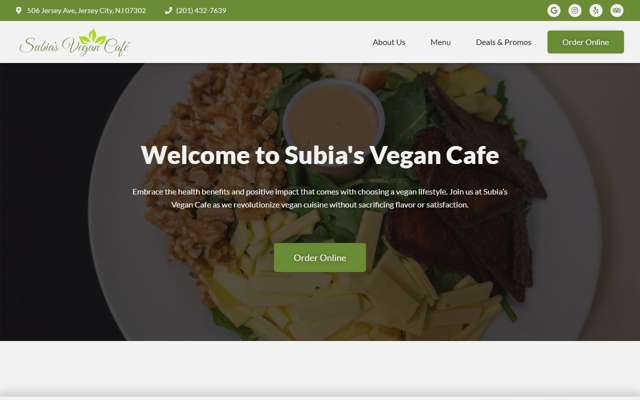 506 Jersey Ave, Jersey City, NJ 07302
(201) 432-7639
Subia's Vegan Café
About Us
Menu
Deals & Promos
Order Online
Welcome to Subia's Vegan Cafe
Embrace the health benefits and positive impact that comes with choosing a vegan lifestyle. Join us at Subia's
Vegan Cafe as we revolutionize vegan cuisine without sacrificing flavor or satisfaction.
Order Online